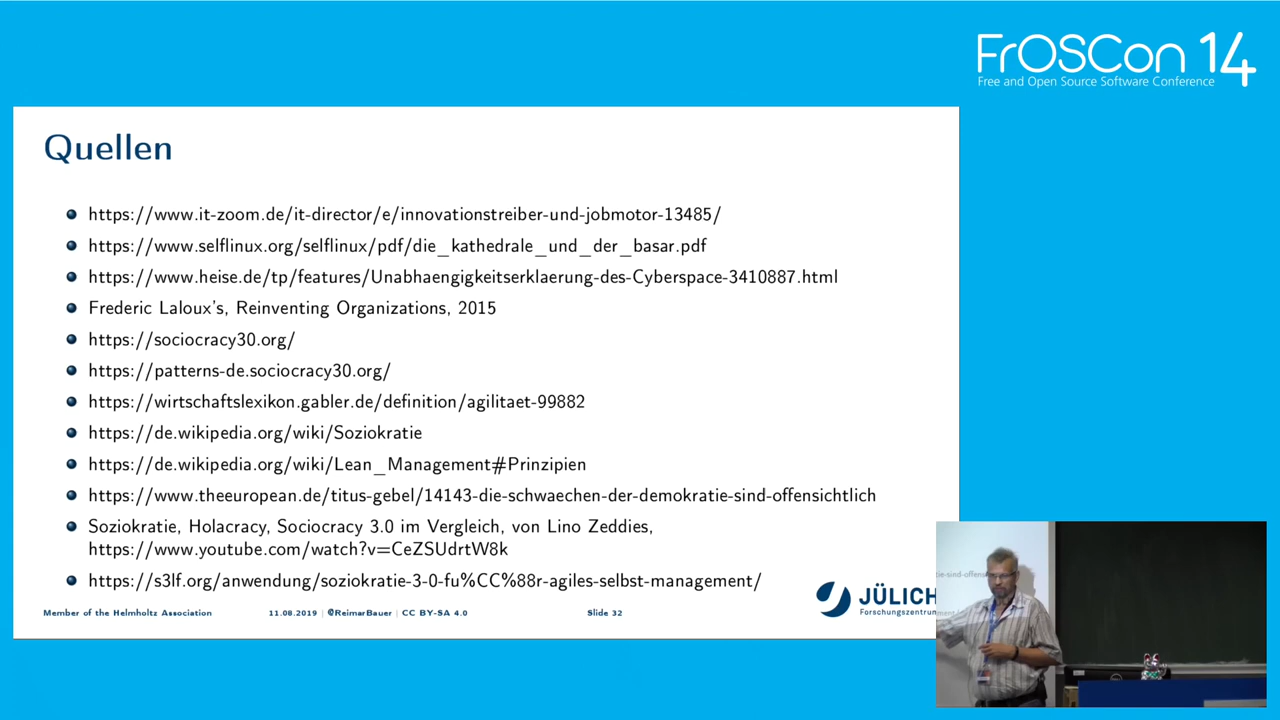 FrOSCon 14
Free and Open Source Software Conference
Quellen
https://www.it-zoom.de/it-director/e/innovationstreiber-und-jobmotor-13485/
https://www.selflinux.org/selflinux/pdf/die_kathedrale_und_der_basar.pdf
https://www.heise.de/tp/features/Unabhaengigkeitserklaerung-des-Cyberspace-3410887.html
Frederic Laloux's, Reinventing Organizations, 2015
https://sociocracy30.org/
https://patterns-de.sociocracy30.org/
https://wirtschaftslexikon.gabler.de/definition/agilitaet-99882
https://de.wikipedia.org/wiki/Soziokratie
https://de.wikipedia.org/wiki/Lean_Management#Prinzipien
https://www.theeuropean.de/titus-gebel/14143-die-schwaechen-der-demokratie-sind-offensichtlich
Soziokratie, Holacracy, Sociocracy 3.0 im Vergleich, von Lino Zeddies,
https://www.youtube.com/watch?v=CeZSUdrtW8k
https://s3lf.org/anwendung/soziokratie-3-0-fu%CC%88r-agiles-selbst-management/
Member of the Helmholtz Association 11.08.2019 | @ReimarBauer | CC BY-SA 4.0 Slide 32
JÜLICH
Forschungszentrum